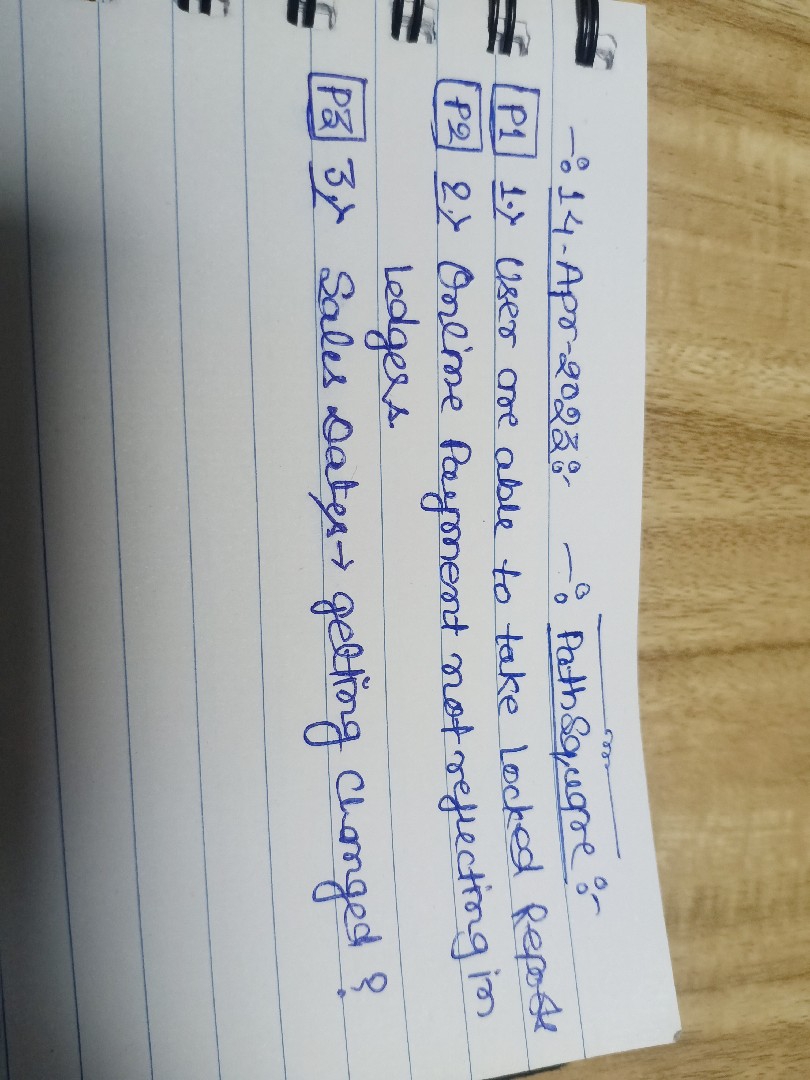 -: 14-Apr-2023:- -: PathSquare :-
P1 1.> User are able to take Locked Reports
P2 2.> Online Payment not reflecting in
Ledgers.
P3 3.> Sales Dates → getting Changed ?